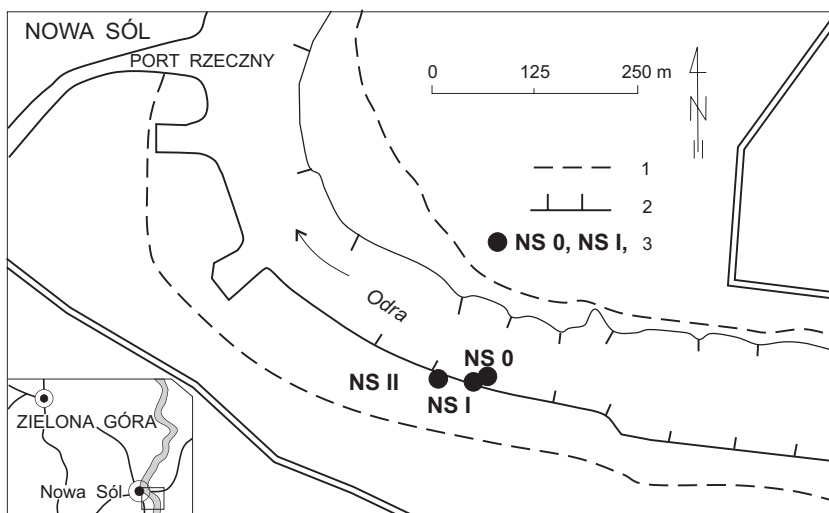 NOWA SÓL
PORT RZECZNY
0 125 250 m
N
1
2
NS 0, NS I, 3
Odra
NS 0
NS II
NS I
ZIELONA GÓRA
Nowa Sól